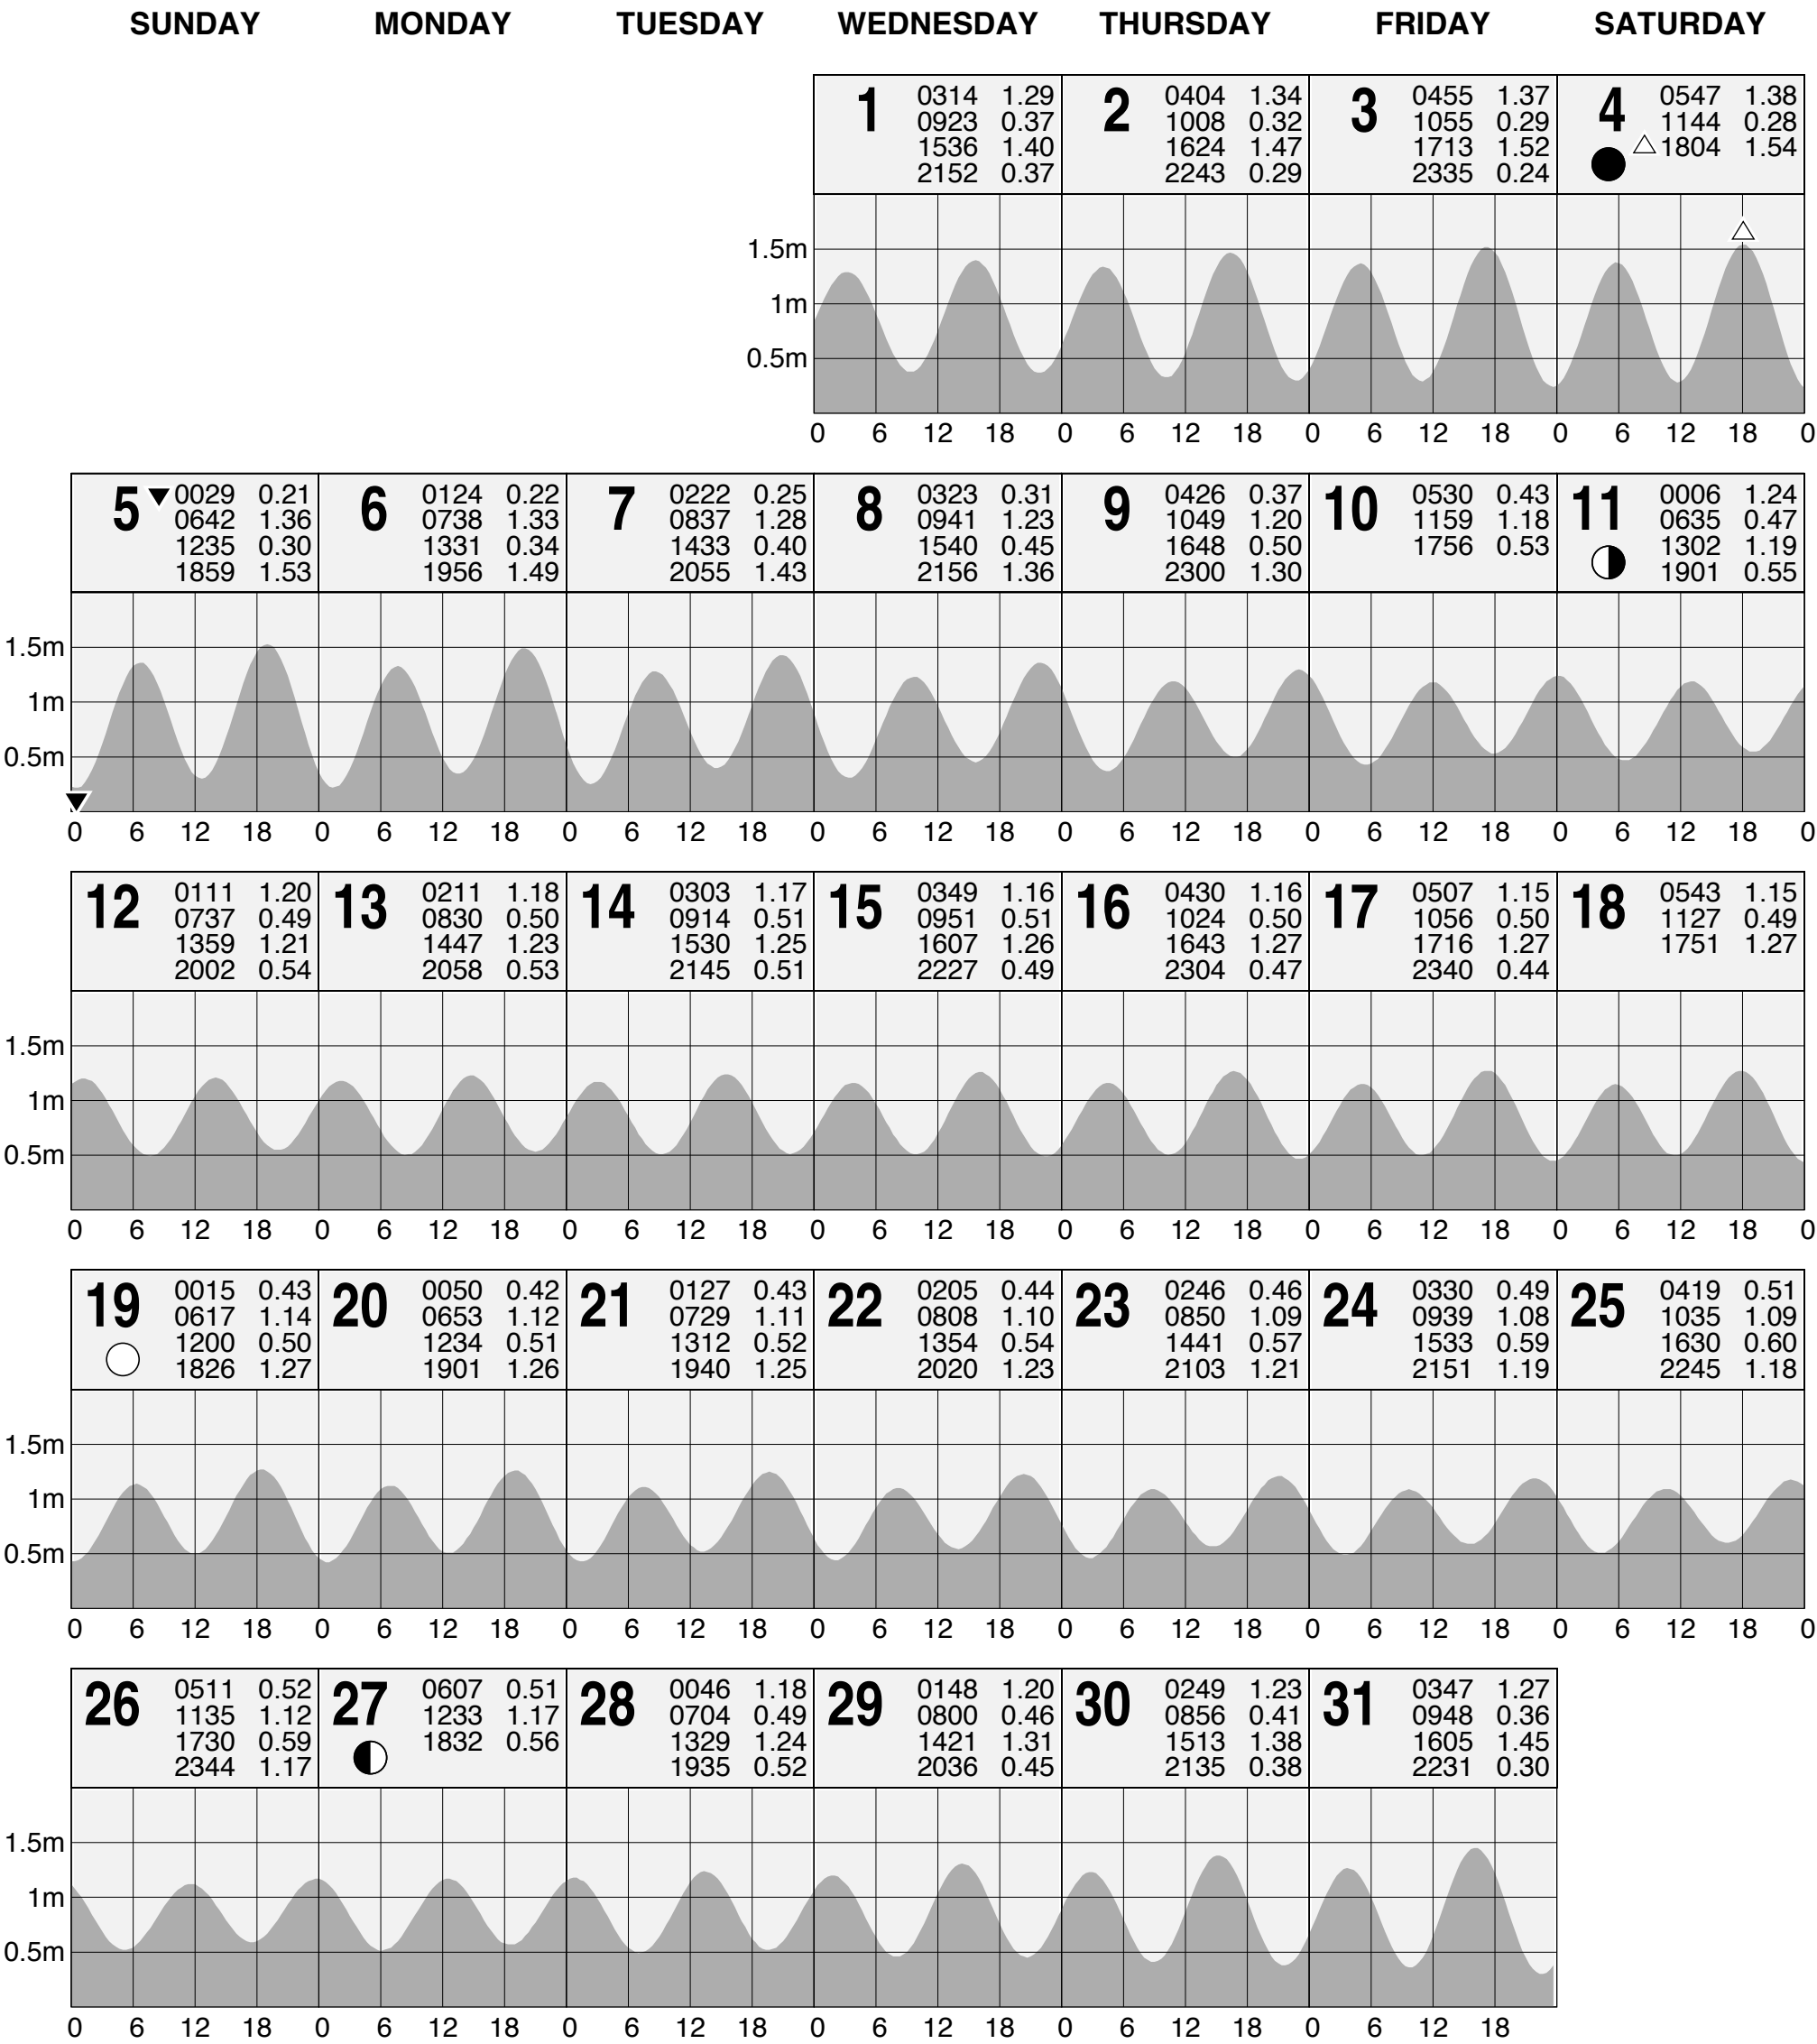 SUNDAY MONDAY TUESDAY WEDNESDAY THURSDAY FRIDAY SATURDAY
1 0314 1.29 2 0404 1.34 3 0455 1.37 4 0547 1.38
0923 0.37 1008 0.32 1055 0.29 1144 0.28
1536 1.40 1624 1.47 1713 1.52 1804 1.54
2152 0.37 2243 0.29 2335 0.24
1.5m
1m
0.5m
0 6 12 18 0 6 12 18 0 6 12 18 0 6 12 18 0
5 0029 0.21 6 0124 0.22 7 0222 0.25 8 0323 0.31 9 0426 0.37 10 0530 0.43 11 0006 1.24
0642 1.36 0738 1.33 0837 1.28 0941 1.23 1049 1.20 1159 1.18 0635 0.47
1235 0.30 1331 0.34 1433 0.40 1540 0.45 1648 0.50 1756 0.53 1302 1.19
1859 1.53 1956 1.49 2055 1.43 2156 1.36 2300 1.30 1901 0.55
1.5m
1m
0.5m
0 6 12 18 0 6 12 18 0 6 12 18 0 6 12 18 0 6 12 18 0 6 12 18 0 6 12 18 0
12 0111 1.20 13 0211 1.18 14 0303 1.17 15 0349 1.16 16 0430 1.16 17 0507 1.15 18 0543 1.15
0737 0.49 0830 0.50 0914 0.51 0951 0.51 1024 0.50 1056 0.50 1127 0.49
1359 1.21 1447 1.23 1530 1.25 1607 1.26 1643 1.27 1716 1.27 1751 1.27
2002 0.54 2058 0.53 2145 0.51 2227 0.49 2304 0.47 2340 0.44
1.5m
1m
0.5m
0 6 12 18 0 6 12 18 0 6 12 18 0 6 12 18 0 6 12 18 0 6 12 18 0 6 12 18 0
19 0015 0.43 20 0050 0.42 21 0127 0.43 22 0205 0.44 23 0246 0.46 24 0330 0.49 25 0419 0.51
0617 1.14 0653 1.12 0729 1.11 0808 1.10 0850 1.09 0939 1.08 1035 1.09
1200 0.50 1234 0.51 1312 0.52 1354 0.54 1441 0.57 1533 0.59 1630 0.60
1826 1.27 1901 1.26 1940 1.25 2020 1.23 2103 1.21 2151 1.19 2245 1.18
1.5m
1m
0.5m
0 6 12 18 0 6 12 18 0 6 12 18 0 6 12 18 0 6 12 18 0 6 12 18 0 6 12 18 0
26 0511 0.52 27 0607 0.51 28 0046 1.18 29 0148 1.20 30 0249 1.23 31 0347 1.27
1135 1.12 1233 1.17 0704 0.49 0800 0.46 0856 0.41 0948 0.36
1730 0.59 1832 0.56 1329 1.24 1421 1.31 1513 1.38 1605 1.45
2344 1.17 1935 0.52 2036 0.45 2135 0.38 2231 0.30
1.5m
1m
0.5m
0 6 12 18 0 6 12 18 0 6 12 18 0 6 12 18 0 6 12 18 0 6 12 18